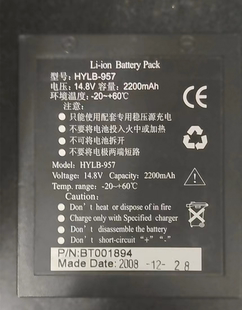 Li-ion Battery Pack
型号: HYLB-957
电压: 14.8V 容量: 2200mAh
环境温度: -20~+60℃
注意:
● 只能使用配套专用稳压源充电
● 不要将电池投入火中或加热
● 不可将电池拆开
● 不要将电极两端短路
Model: HYLB-957
Voltage: 14.8V Capacity: 2200mAh
Temp. range: -20~+60℃
Caution:
● Don't heat or dispose of in fire
● Charge only with Specified charger
● Don't disassemble the battery
● Don't short-circuit "+" "-"
P/N:BT001894
Made Date: 2008 -12- 28
CE